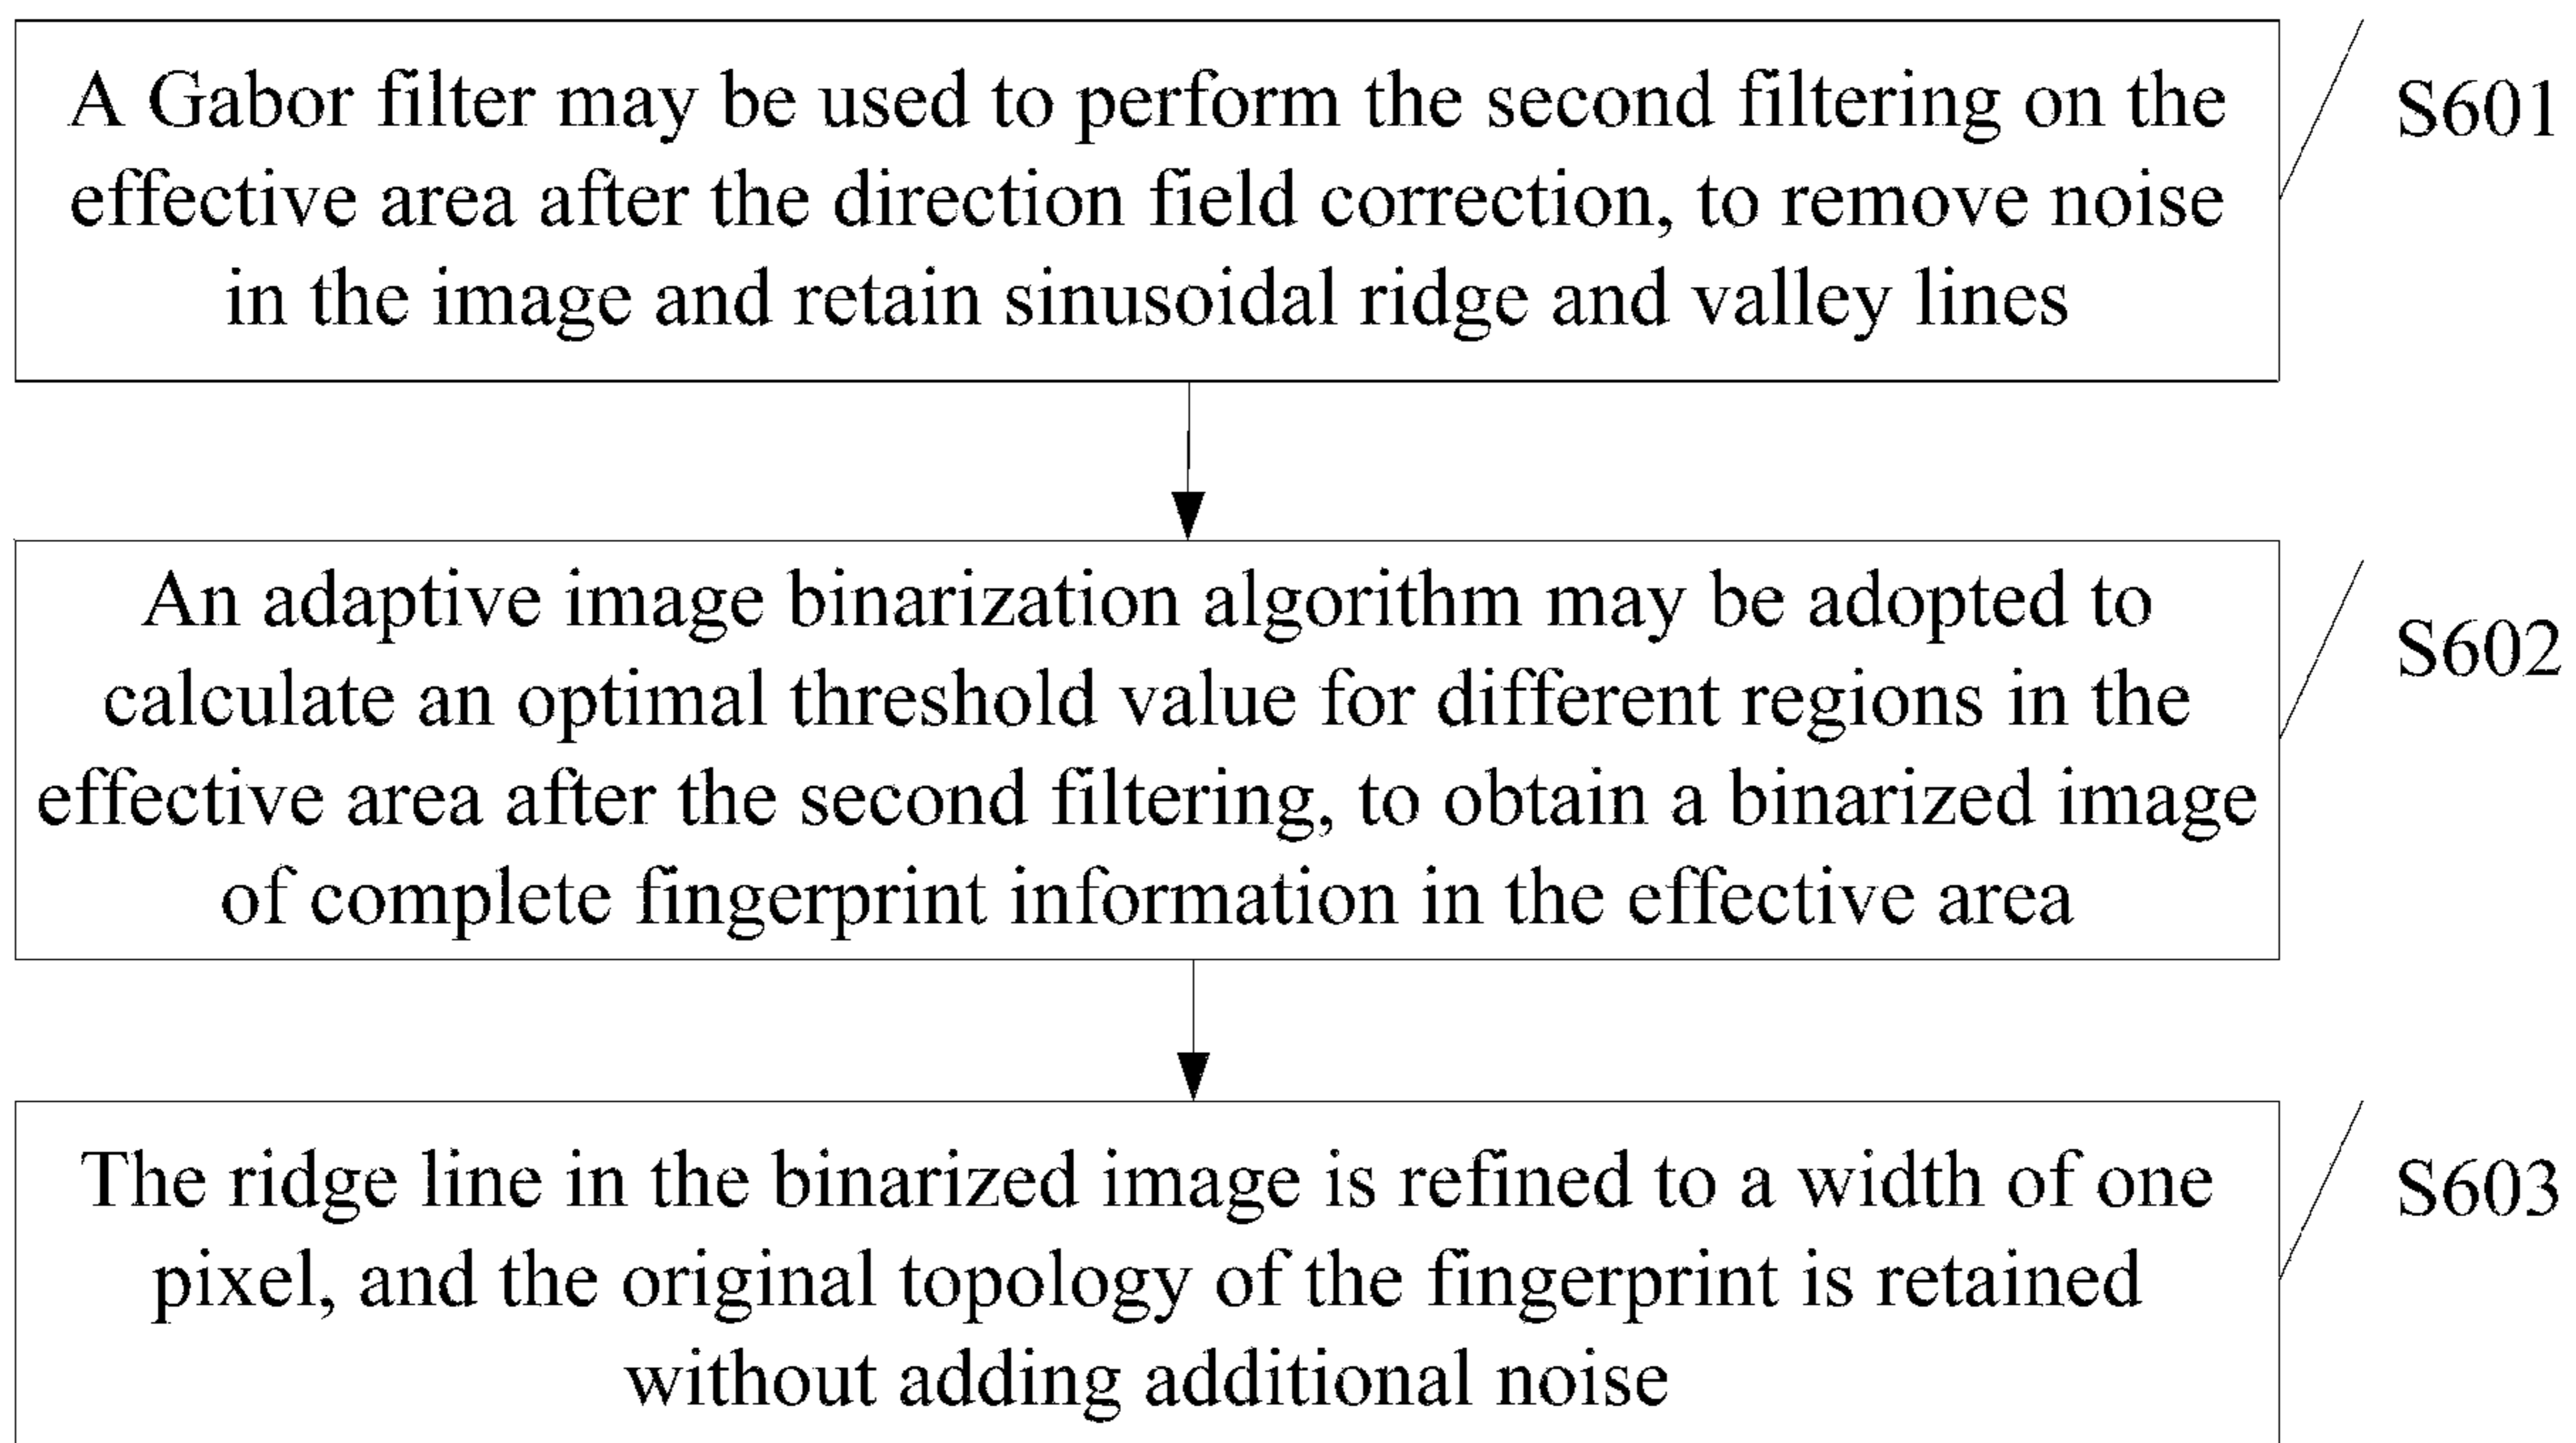 A Gabor filter may be used to perform the second filtering on the
effective area after the direction field correction, to remove noise
in the image and retain sinusoidal ridge and valley lines
S601
An adaptive image binarization algorithm may be adopted to
calculate an optimal threshold value for different regions in the
effective area after the second filtering, to obtain a binarized image
of complete fingerprint information in the effective area
S602
The ridge line in the binarized image is refined to a width of one
pixel, and the original topology of the fingerprint is retained
without adding additional noise
S603